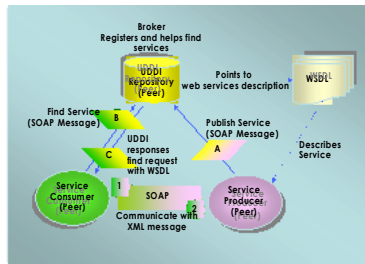 Broker
Registers and helps find
services
UDDI
Repository
(Peer)
Points to
web services description
WSDL
Find Service
(SOAP Message)
B
Publish Service
(SOAP Message)
A
UDDI
responses
find request
with WSDL
C
Describes
Service
Service
Consumer
(Peer)
1
SOAP
2
Communicate with
XML message
Service
Producer
(Peer)